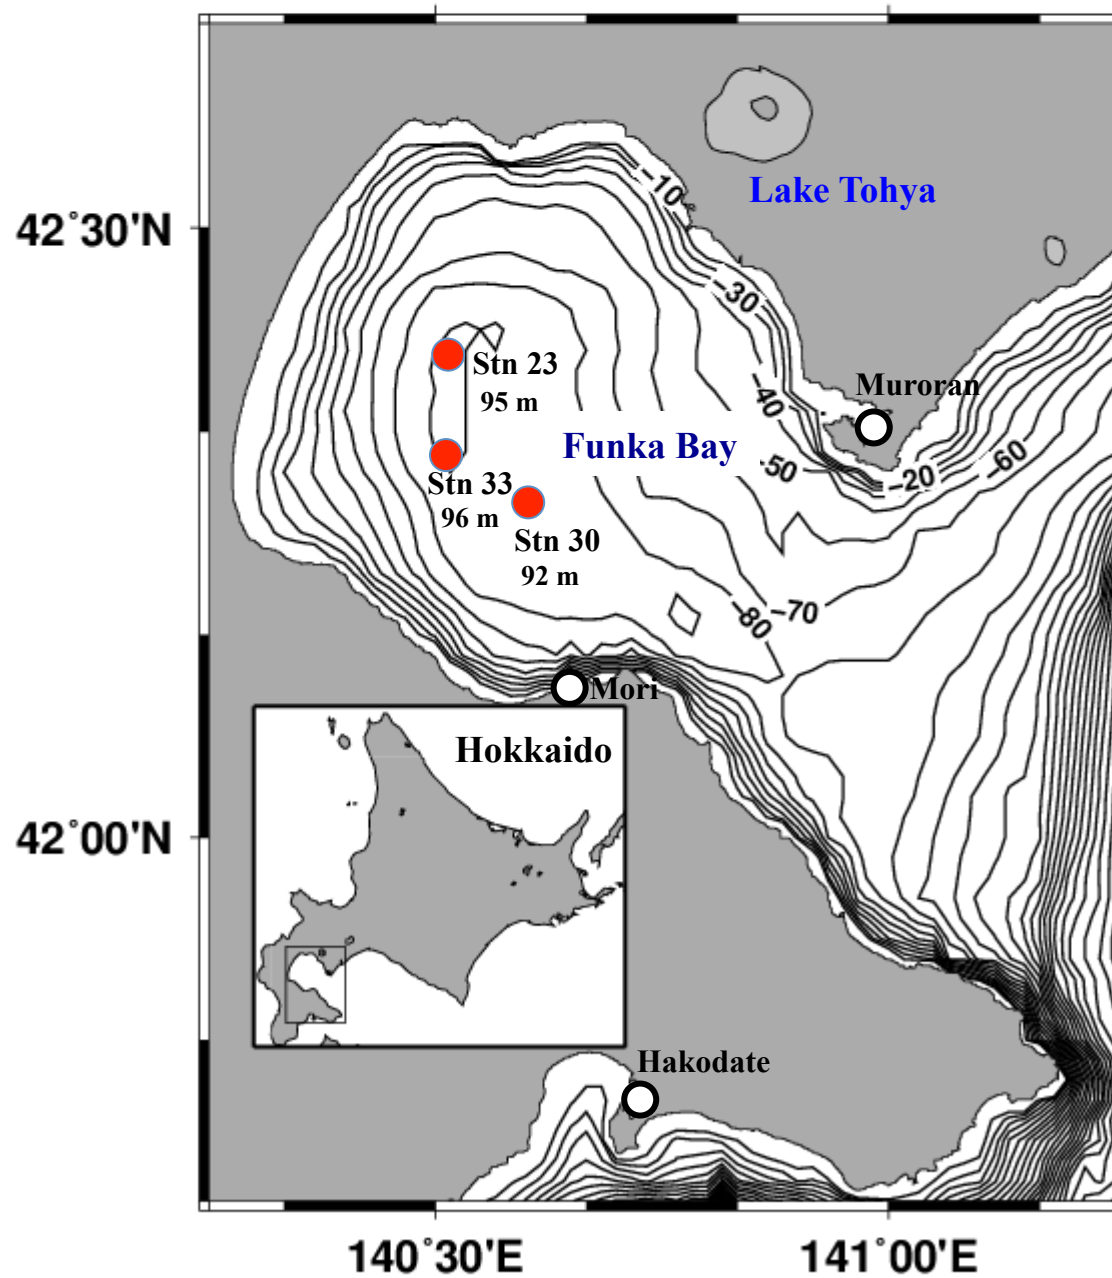 Lake Tohya
42˚30'N
−10
−30
Stn 23
95 m
−40
Muroran
Funka Bay
−50
−20
−60
Stn 33
96 m
Stn 30
92 m
−80
−70
Mori
Hokkaido
42˚00'N
Hakodate
140˚30'E
141˚00'E